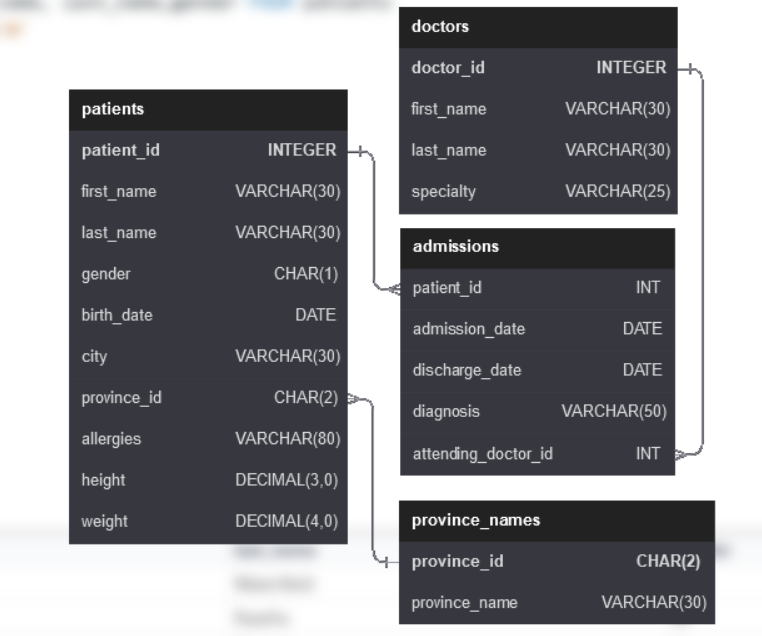 patients
patient_id INTEGER
first_name VARCHAR(30)
last_name VARCHAR(30)
gender CHAR(1)
birth_date DATE
city VARCHAR(30)
province_id CHAR(2)
allergies VARCHAR(80)
height DECIMAL(3,0)
weight DECIMAL(4,0)
doctors
doctor_id INTEGER
first_name VARCHAR(30)
last_name VARCHAR(30)
specialty VARCHAR(25)
admissions
patient_id INT
admission_date DATE
discharge_date DATE
diagnosis VARCHAR(50)
attending_doctor_id INT
province_names
province_id CHAR(2)
province_name VARCHAR(30)